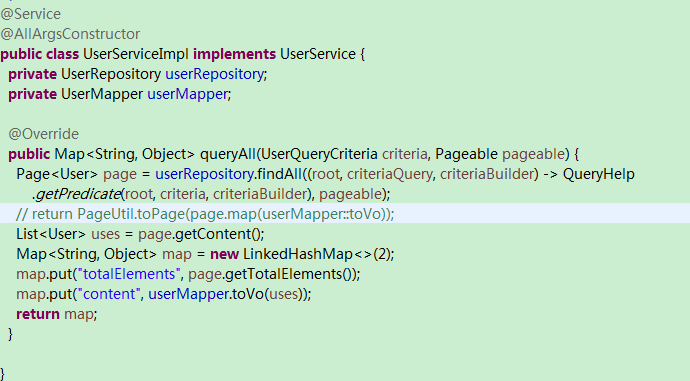 @Service
@AllArgsConstructor
public class UserServiceImpl implements UserService {
private UserRepository userRepository;
private UserMapper userMapper;
@Override
public Map<String, Object> queryAll(UserQueryCriteria criteria, Pageable pageable) {
Page<User> page = userRepository.findAll((root, criteriaQuery, criteriaBuilder) -> QueryHelp
.getPredicate(root, criteria, criteriaBuilder), pageable);
// return PageUtil.toPage(page.map(userMapper::toVo));
List<User> uses = page.getContent();
Map<String, Object> map = new LinkedHashMap<>(2);
map.put("totalElements", page.getTotalElements());
map.put("content", userMapper.toVo(uses));
return map;
}
}